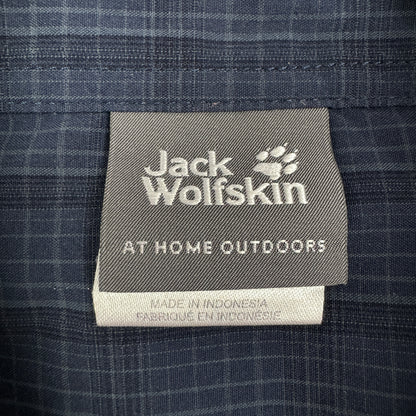 Jack
Wolfskin
AT HOME OUTDOORS
MADE IN INDONESIA
FABRIQUÉ EN INDONÉSIE